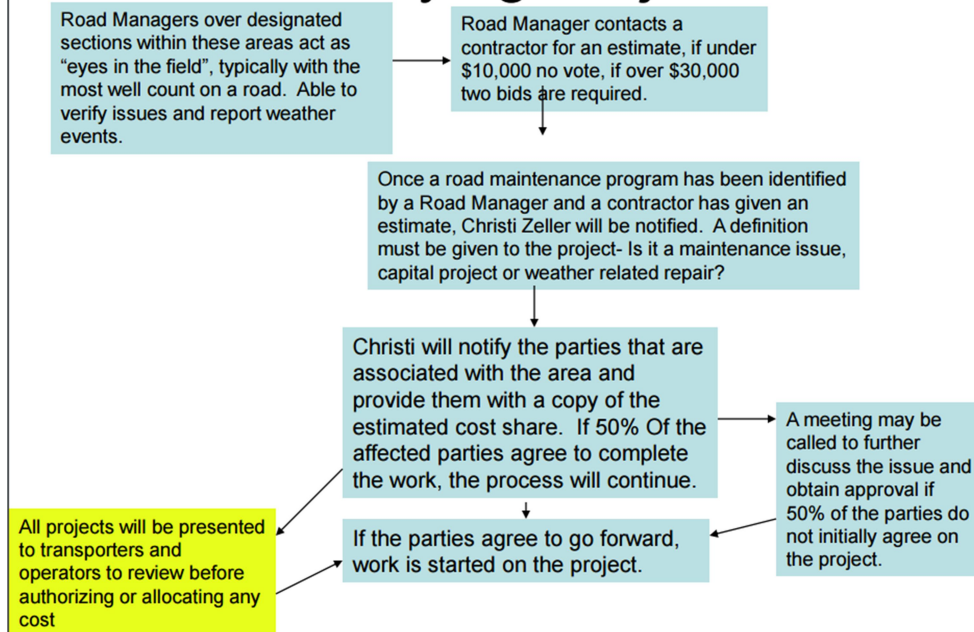 Road Managers over designated
sections within these areas act as
“eyes in the field”, typically with the
most well count on a road.  Able to
verify issues and report weather
events.
Road Manager contacts a
contractor for an estimate, if under
$10,000 no vote, if over $30,000
two bids are required.
Once a road maintenance program has been identified
by a Road Manager and a contractor has given an
estimate, Christi Zeller will be notified.  A definition
must be given to the project- Is it a maintenance issue,
capital project or weather related repair?
Christi will notify the parties that are
associated with the area and
provide them with a copy of the
estimated cost share.  If 50% Of the
affected parties agree to complete
the work, the process will continue.
A meeting may be
called to further
discuss the issue and
obtain approval if
50% of the parties do
not initially agree on
the project.
All projects will be presented
to transporters and
operators to review before
authorizing or allocating any
cost
If the parties agree to go forward,
work is started on the project.